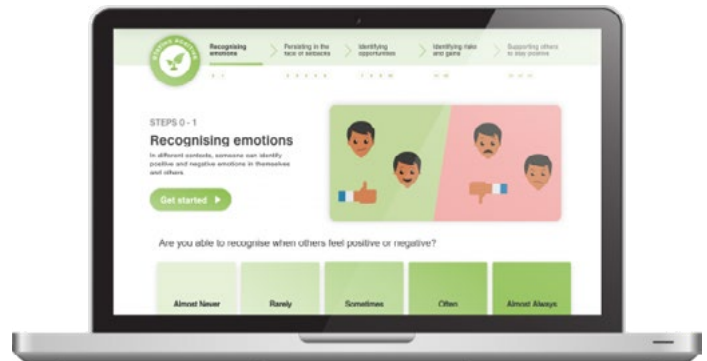 STAYING POSITIVE
Recognising
emotions
Persisting in the
face of setbacks
Identifying
opportunities
Identifying risks
and gains
Supporting others
to stay positive
STEPS 0 - 1
Recognising emotions
In different contexts, someone can identify
positive and negative emotions in themselves
and others
Get started
Are you able to recognise when others feel positive or negative?
Almost Never
Rarely
Sometimes
Often
Almost Always